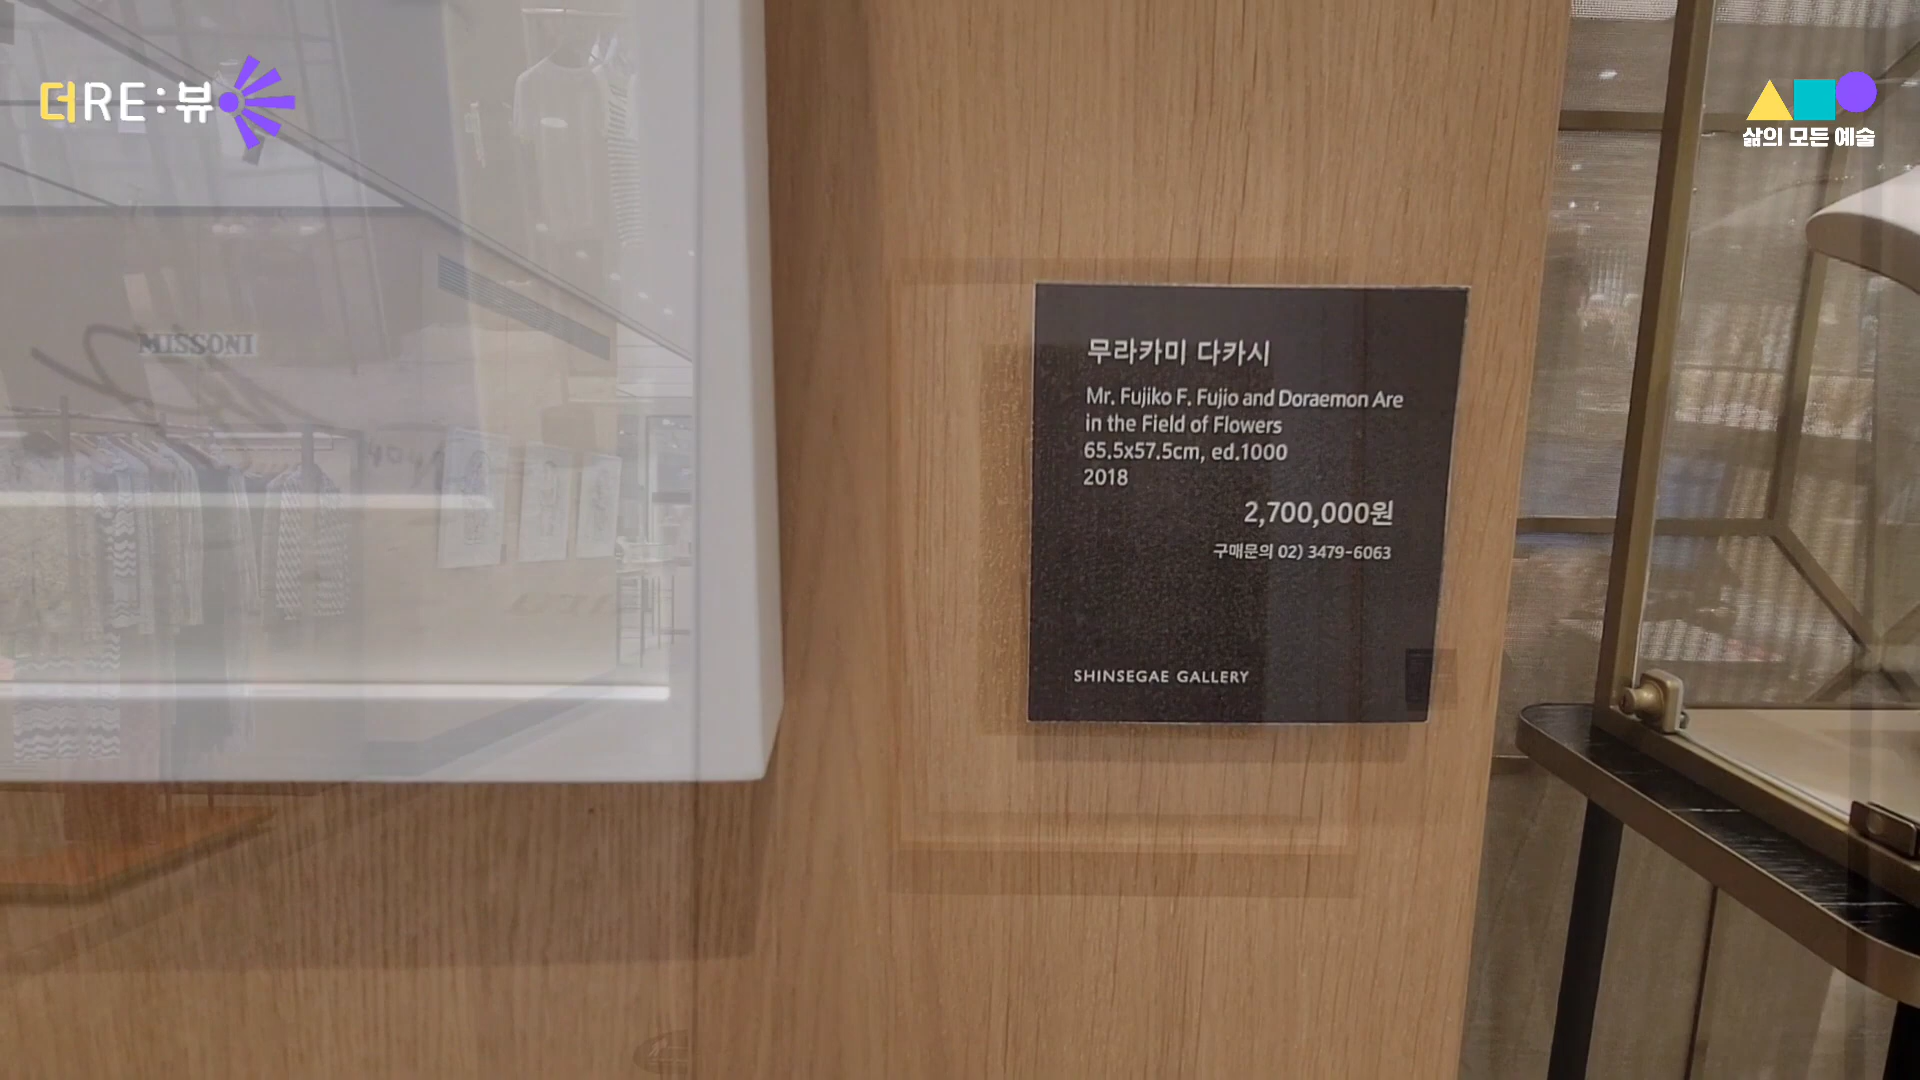 더RE:뷰
삶의 모든 예술
MISSONI
무라카미 다카시
Mr. Fujiko F. Fujio and Doraemon Are
in the Field of Flowers
65.5x57.5cm, ed.1000
2018
2,700,000원
구매문의 02) 3479-6063
SHINSEGAE GALLERY